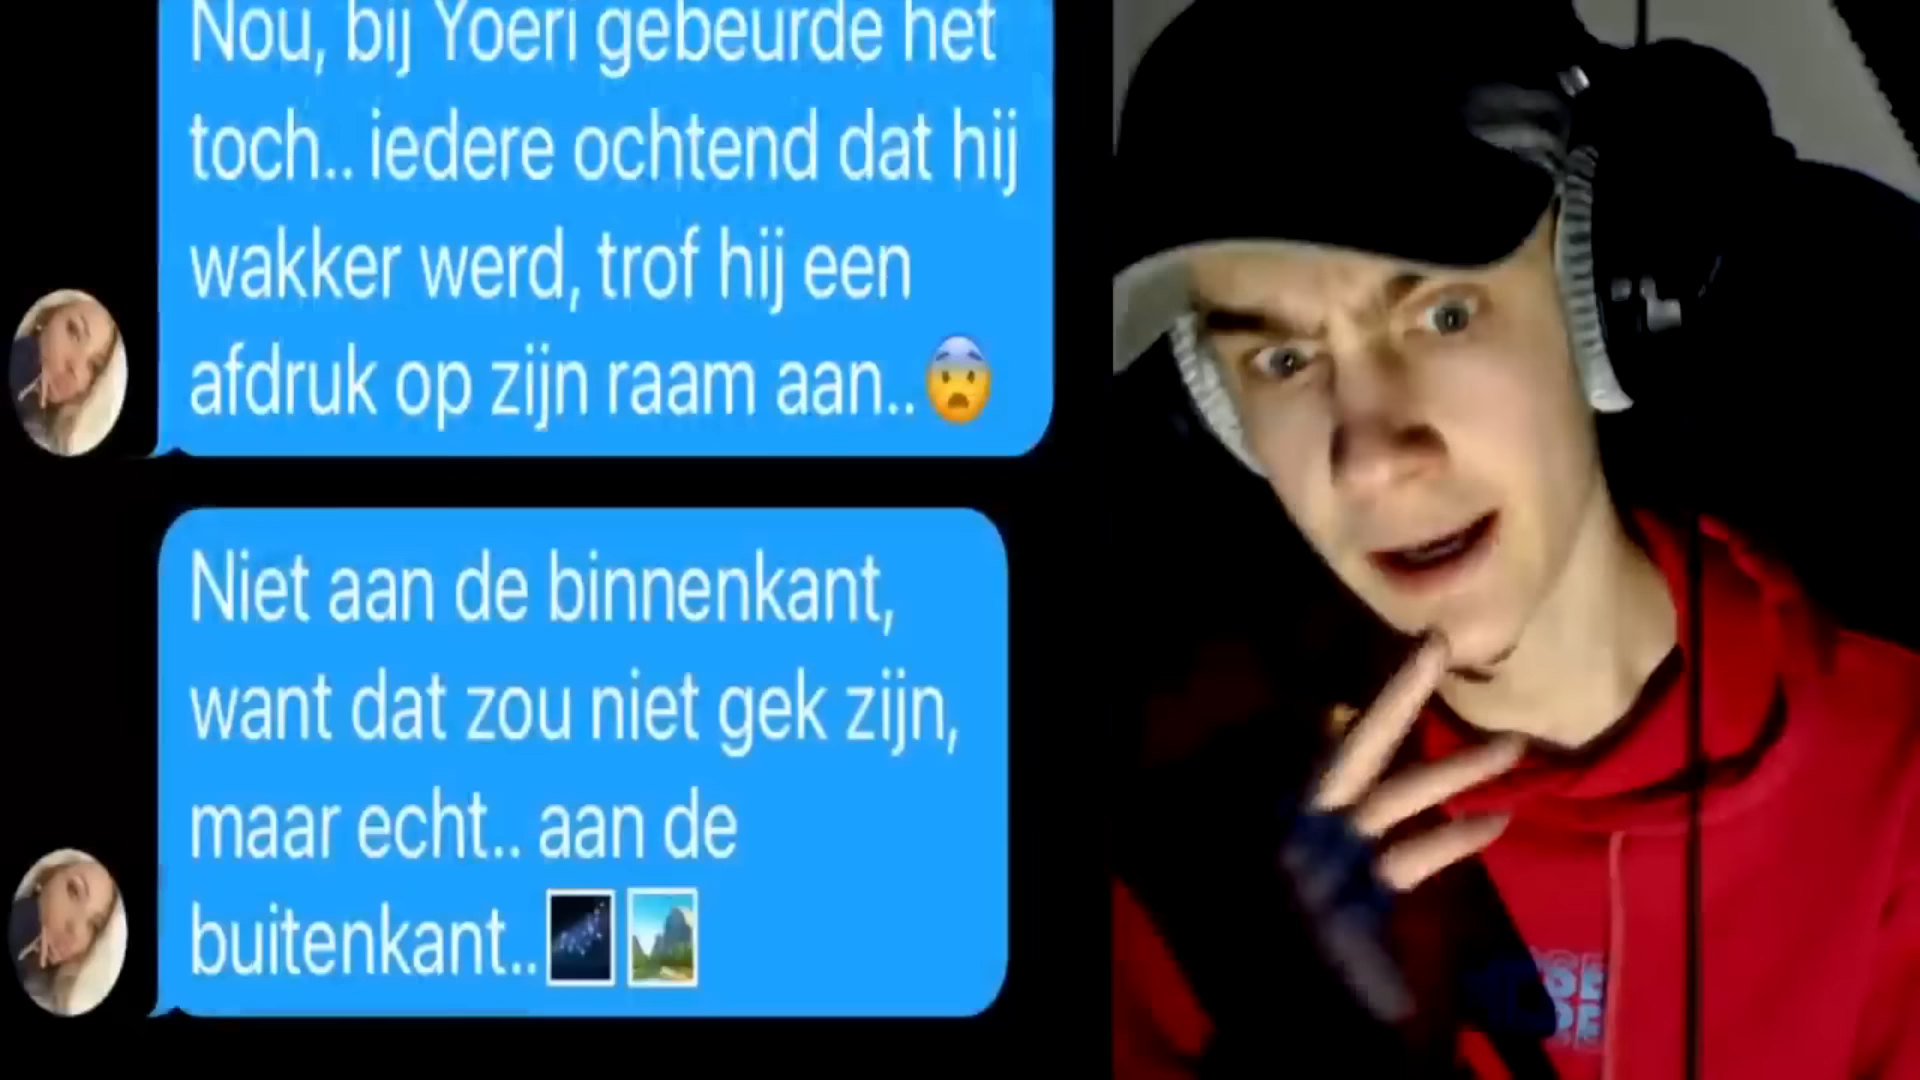 Nou, bij Yoeri gebeurde het
toch.. iedere ochtend dat hij
wakker werd, trof hij een
afdruk op zijn raam aan..😨
Niet aan de binnenkant,
want dat zou niet gek zijn,
maar echt.. aan de
buitenkant..🌌🏞